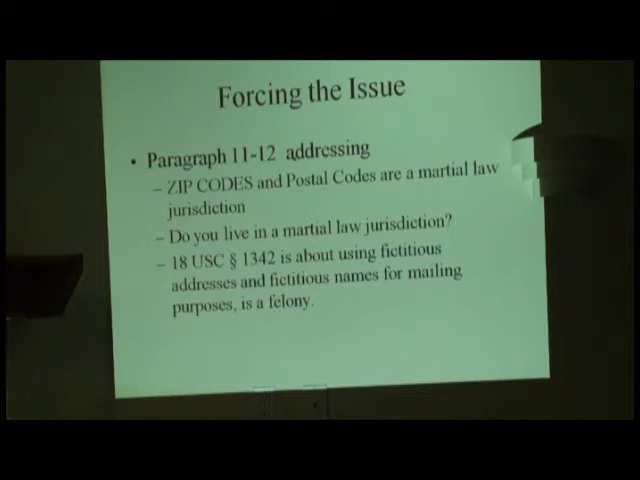 Forcing the Issue
• Paragraph 11-12 addressing
– ZIP CODES and Postal Codes are a martial law
jurisdiction
– Do you live in a martial law jurisdiction?
– 18 USC § 1342 is about using fictitious
addresses and fictitious names for mailing
purposes, is a felony.